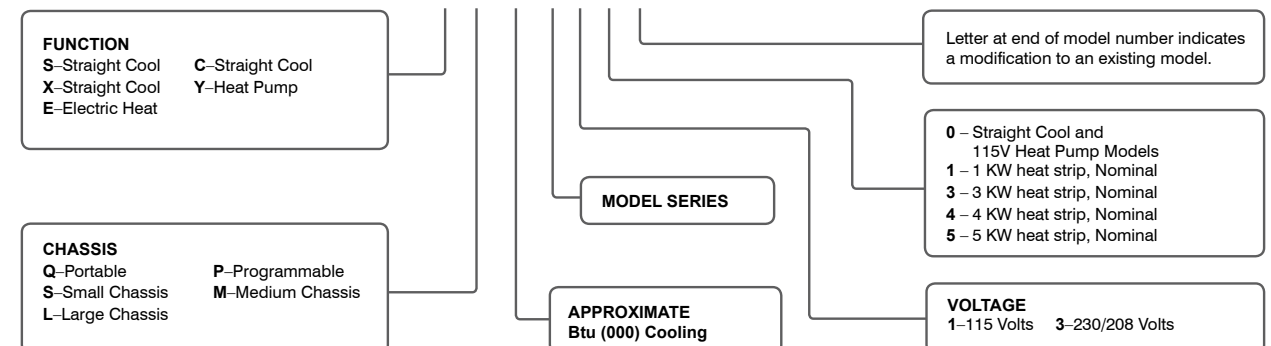 FUNCTION
S–Straight Cool C–Straight Cool
X–Straight Cool Y–Heat Pump
E–Electric Heat
CHASSIS
Q–Portable P–Programmable
S–Small Chassis M–Medium Chassis
L–Large Chassis
MODEL SERIES
APPROXIMATE
Btu (000) Cooling
Letter at end of model number indicates
a modification to an existing model.
0 – Straight Cool and
115V Heat Pump Models
1 – 1 KW heat strip, Nominal
3 – 3 KW heat strip, Nominal
4 – 4 KW heat strip, Nominal
5 – 5 KW heat strip, Nominal
VOLTAGE
1–115 Volts 3–230/208 Volts